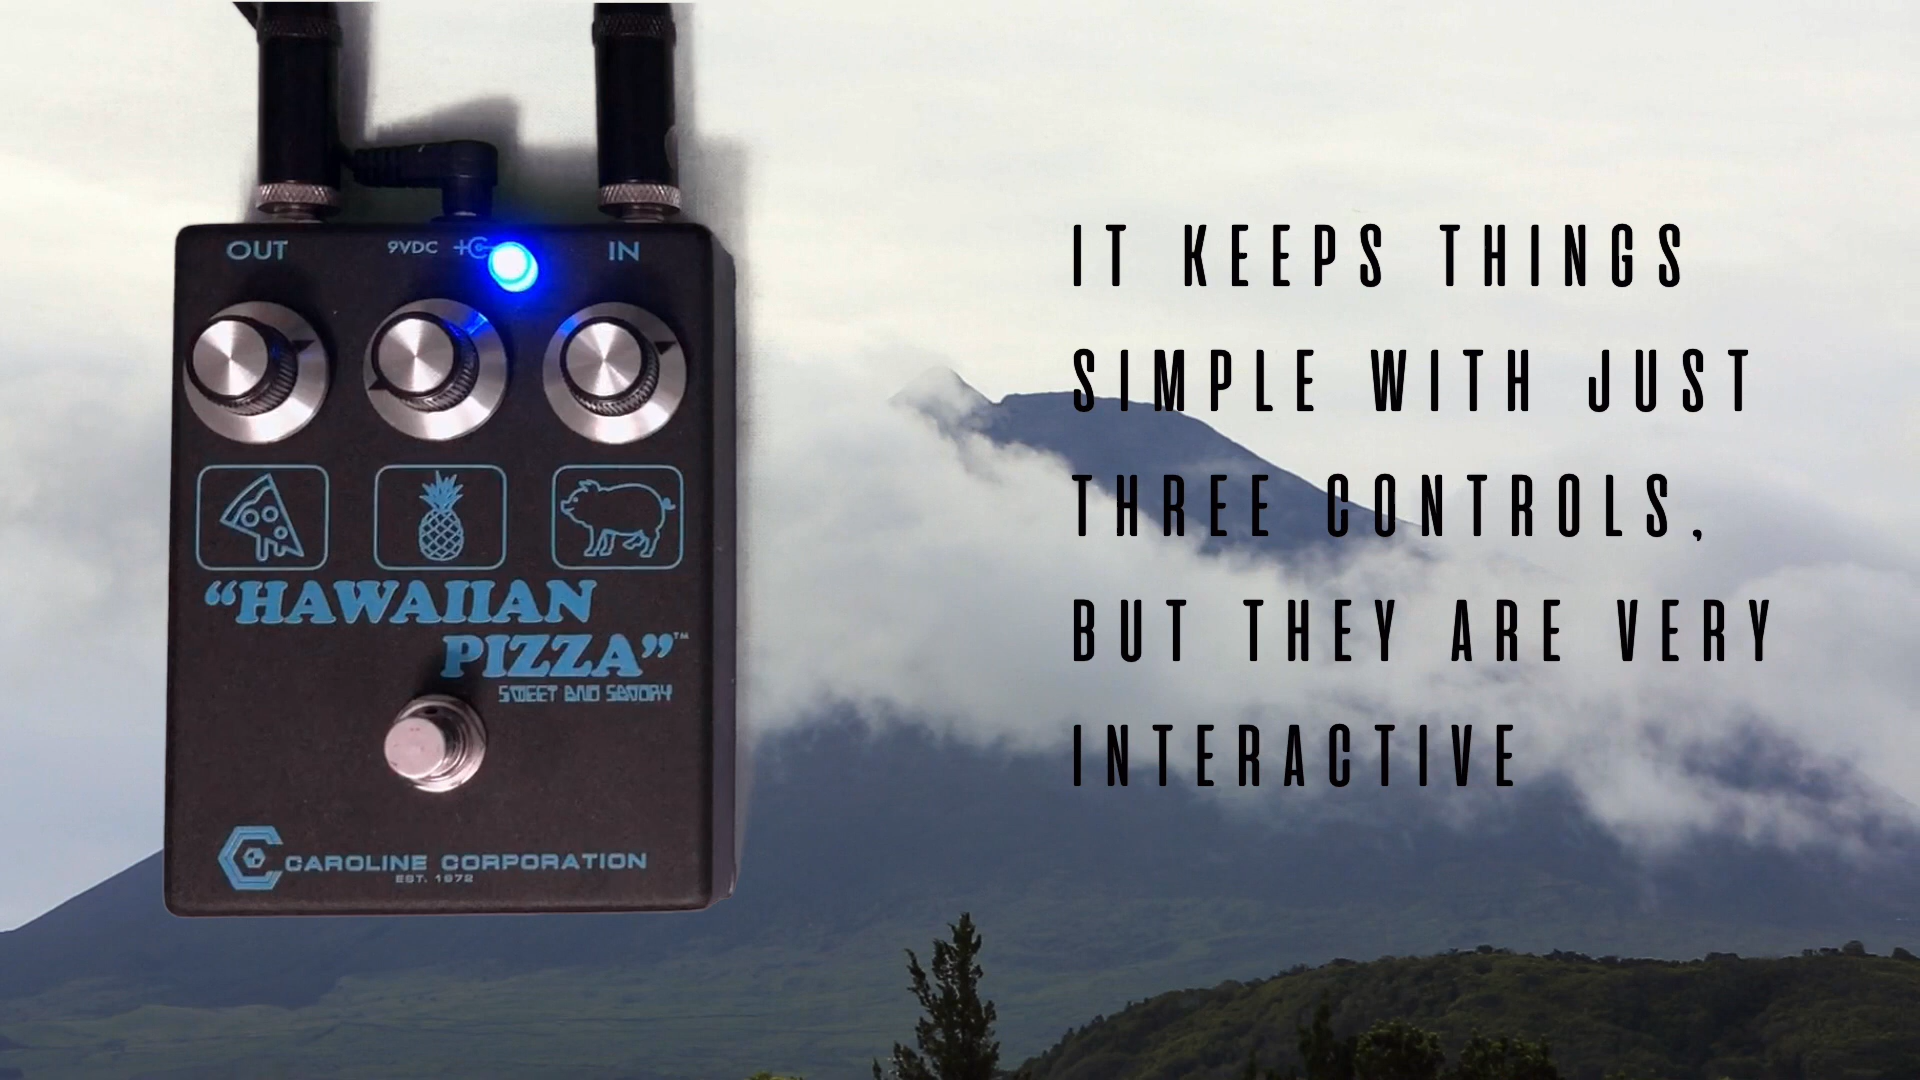 OUT 9VDC IN
“HAWAIIAN
PIZZA”™
SWEET AND SAVORY
CAROLINE CORPORATION
EST. 1972
IT KEEPS THINGS
SIMPLE WITH JUST
THREE CONTROLS,
BUT THEY ARE VERY
INTERACTIVE